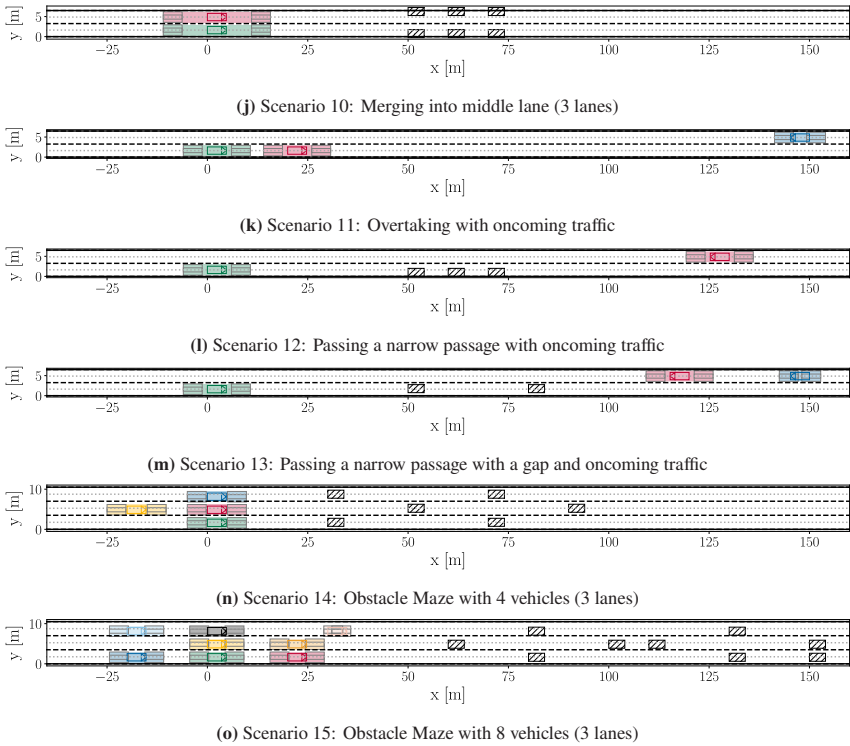 y [m]
5
0
−25 0 25 50 75 100 125 150
x [m]
(j) Scenario 10: Merging into middle lane (3 lanes)
y [m]
5
0
−25 0 25 50 75 100 125 150
x [m]
(k) Scenario 11: Overtaking with oncoming traffic
y [m]
5
0
−25 0 25 50 75 100 125 150
x [m]
(l) Scenario 12: Passing a narrow passage with oncoming traffic
y [m]
5
0
−25 0 25 50 75 100 125 150
x [m]
(m) Scenario 13: Passing a narrow passage with a gap and oncoming traffic
y [m]
10
0
−25 0 25 50 75 100 125 150
x [m]
(n) Scenario 14: Obstacle Maze with 4 vehicles (3 lanes)
y [m]
10
0
−25 0 25 50 75 100 125 150
x [m]
(o) Scenario 15: Obstacle Maze with 8 vehicles (3 lanes)